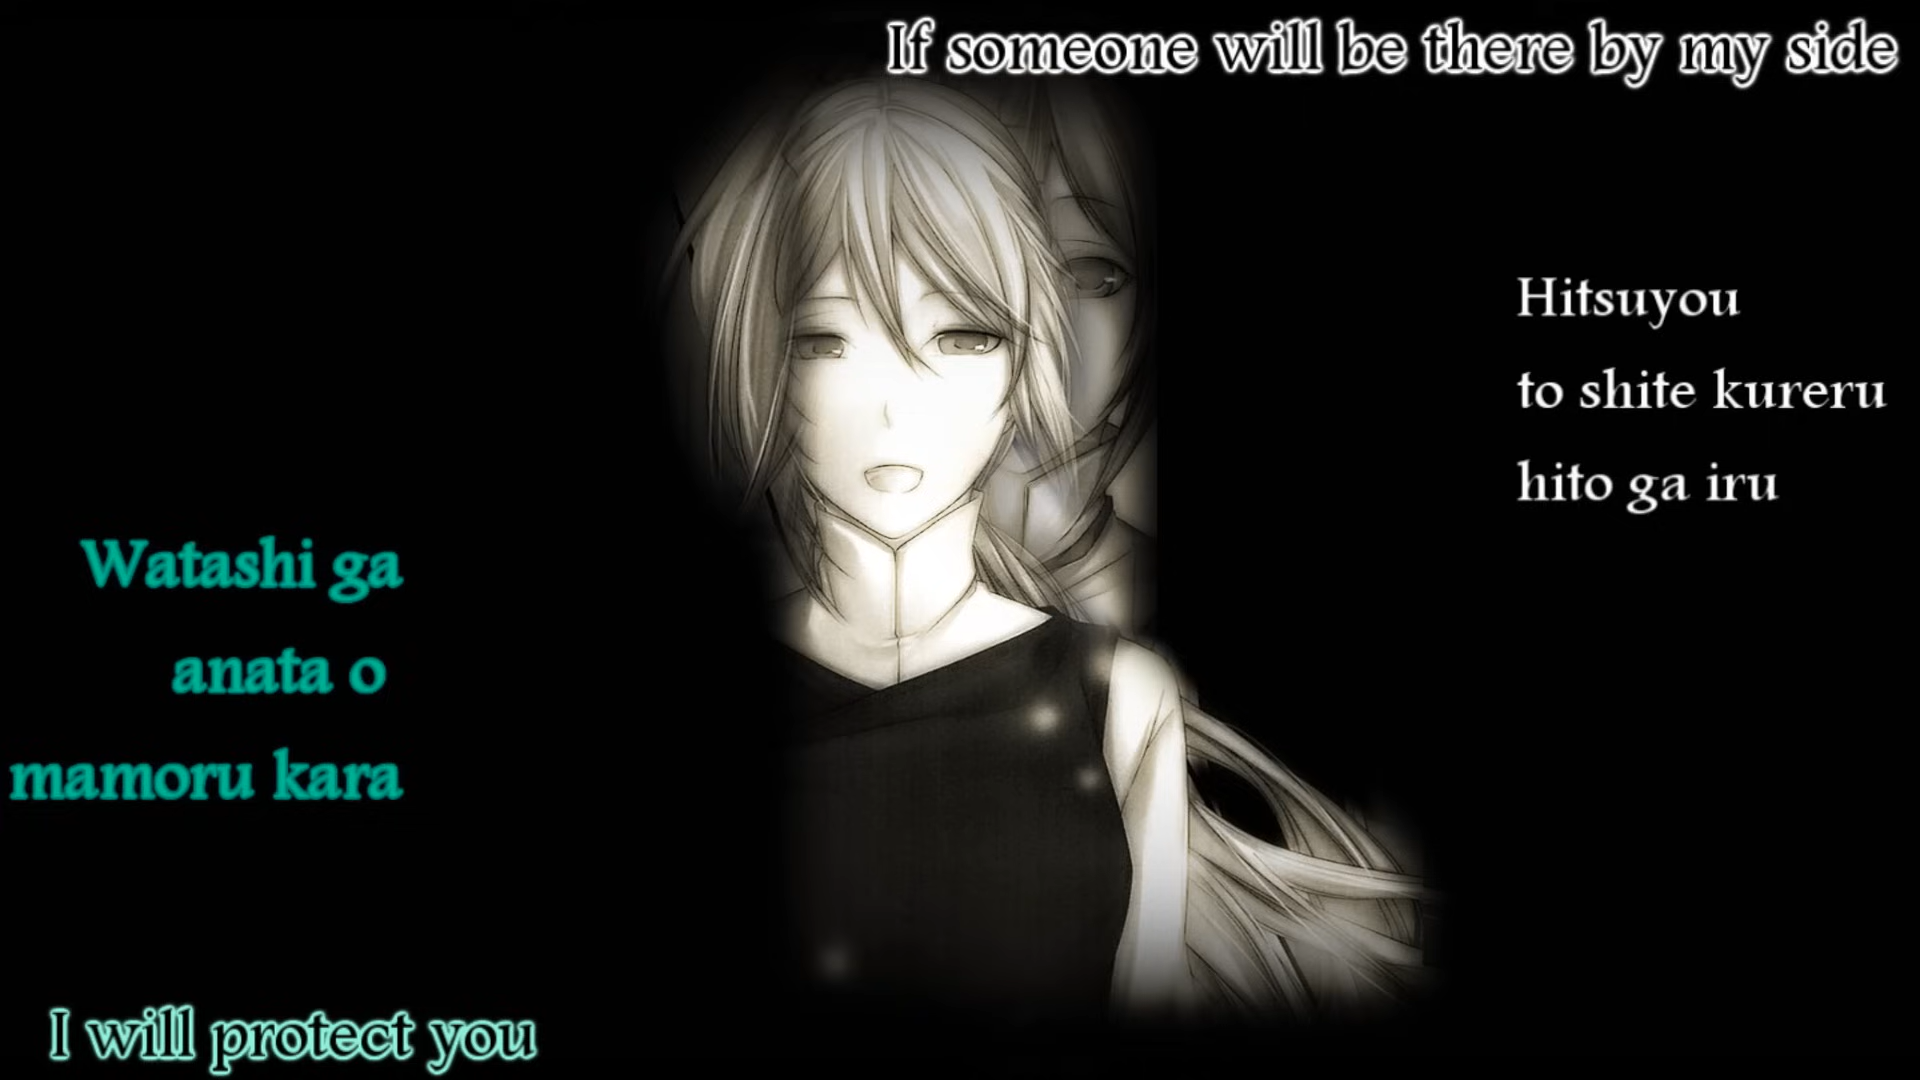 If someone will be there by my side
Hitsuyou
to shite kureru
hito ga iru
Watashi ga
anata o
mamoru kara
I will protect you